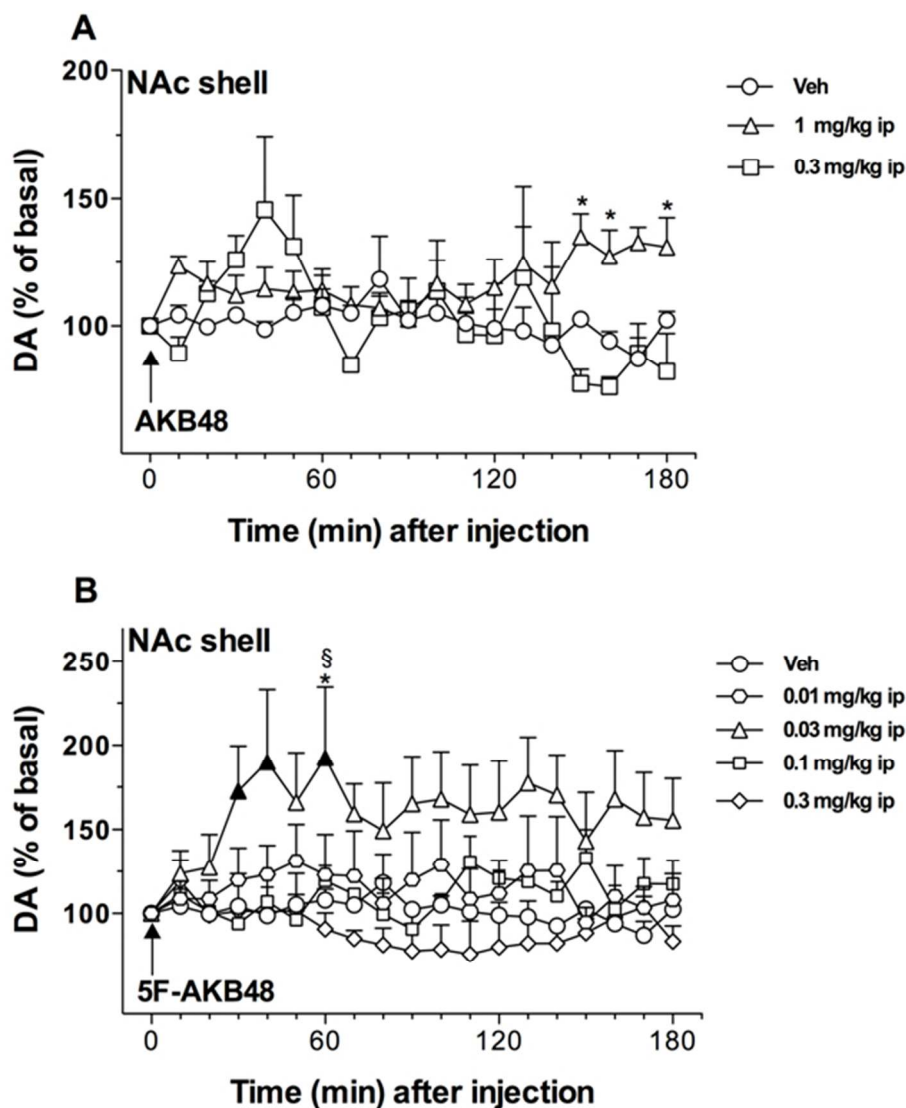 A
NAc shell
DA (% of basal)
200
150
100
* * *
AKB48
0 60 120 180
Time (min) after injection
Veh
1 mg/kg ip
0.3 mg/kg ip
B
NAc shell
DA (% of basal)
250
200
150
100
§
*
5F-AKB48
0 60 120 180
Time (min) after injection
Veh
0.01 mg/kg ip
0.03 mg/kg ip
0.1 mg/kg ip
0.3 mg/kg ip